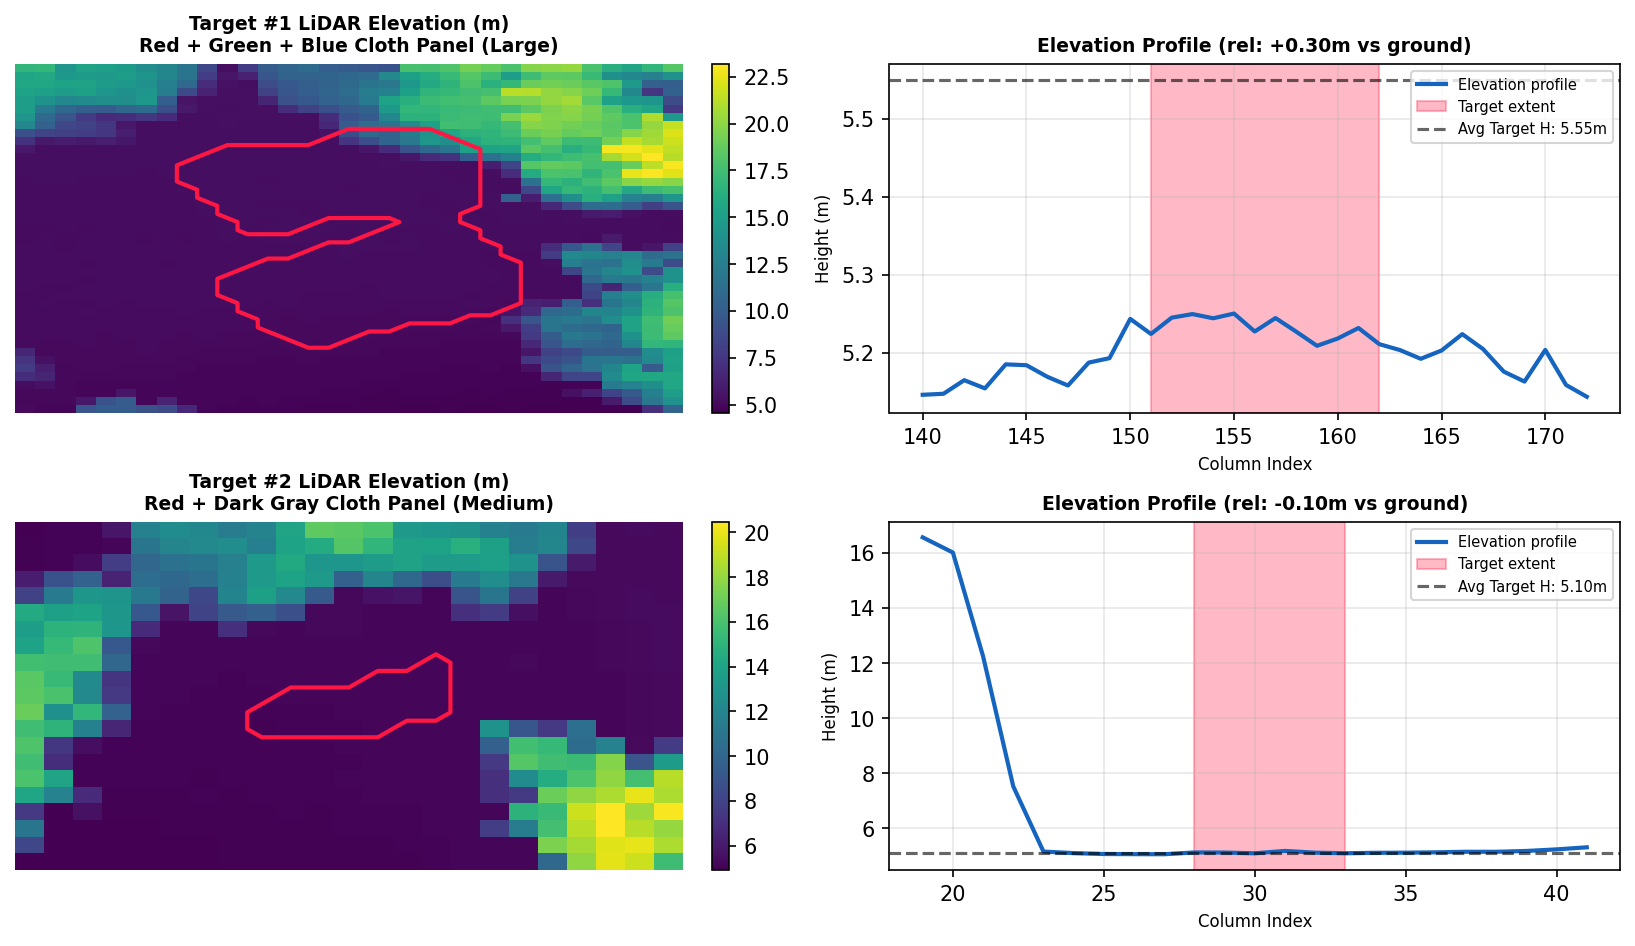 Target #1 LiDAR Elevation (m)
Red + Green + Blue Cloth Panel (Large)
22.5
20.0
17.5
15.0
12.5
10.0
7.5
5.0
Elevation Profile (rel: +0.30m vs ground)
Elevation profile
Target extent
Avg Target H: 5.55m
Height (m)
5.5
5.4
5.3
5.2
140 145 150 155 160 165 170
Column Index
Target #2 LiDAR Elevation (m)
Red + Dark Gray Cloth Panel (Medium)
20
18
16
14
12
10
8
6
Elevation Profile (rel: -0.10m vs ground)
Elevation profile
Target extent
Avg Target H: 5.10m
Height (m)
16
14
12
10
8
6
20 25 30 35 40
Column Index